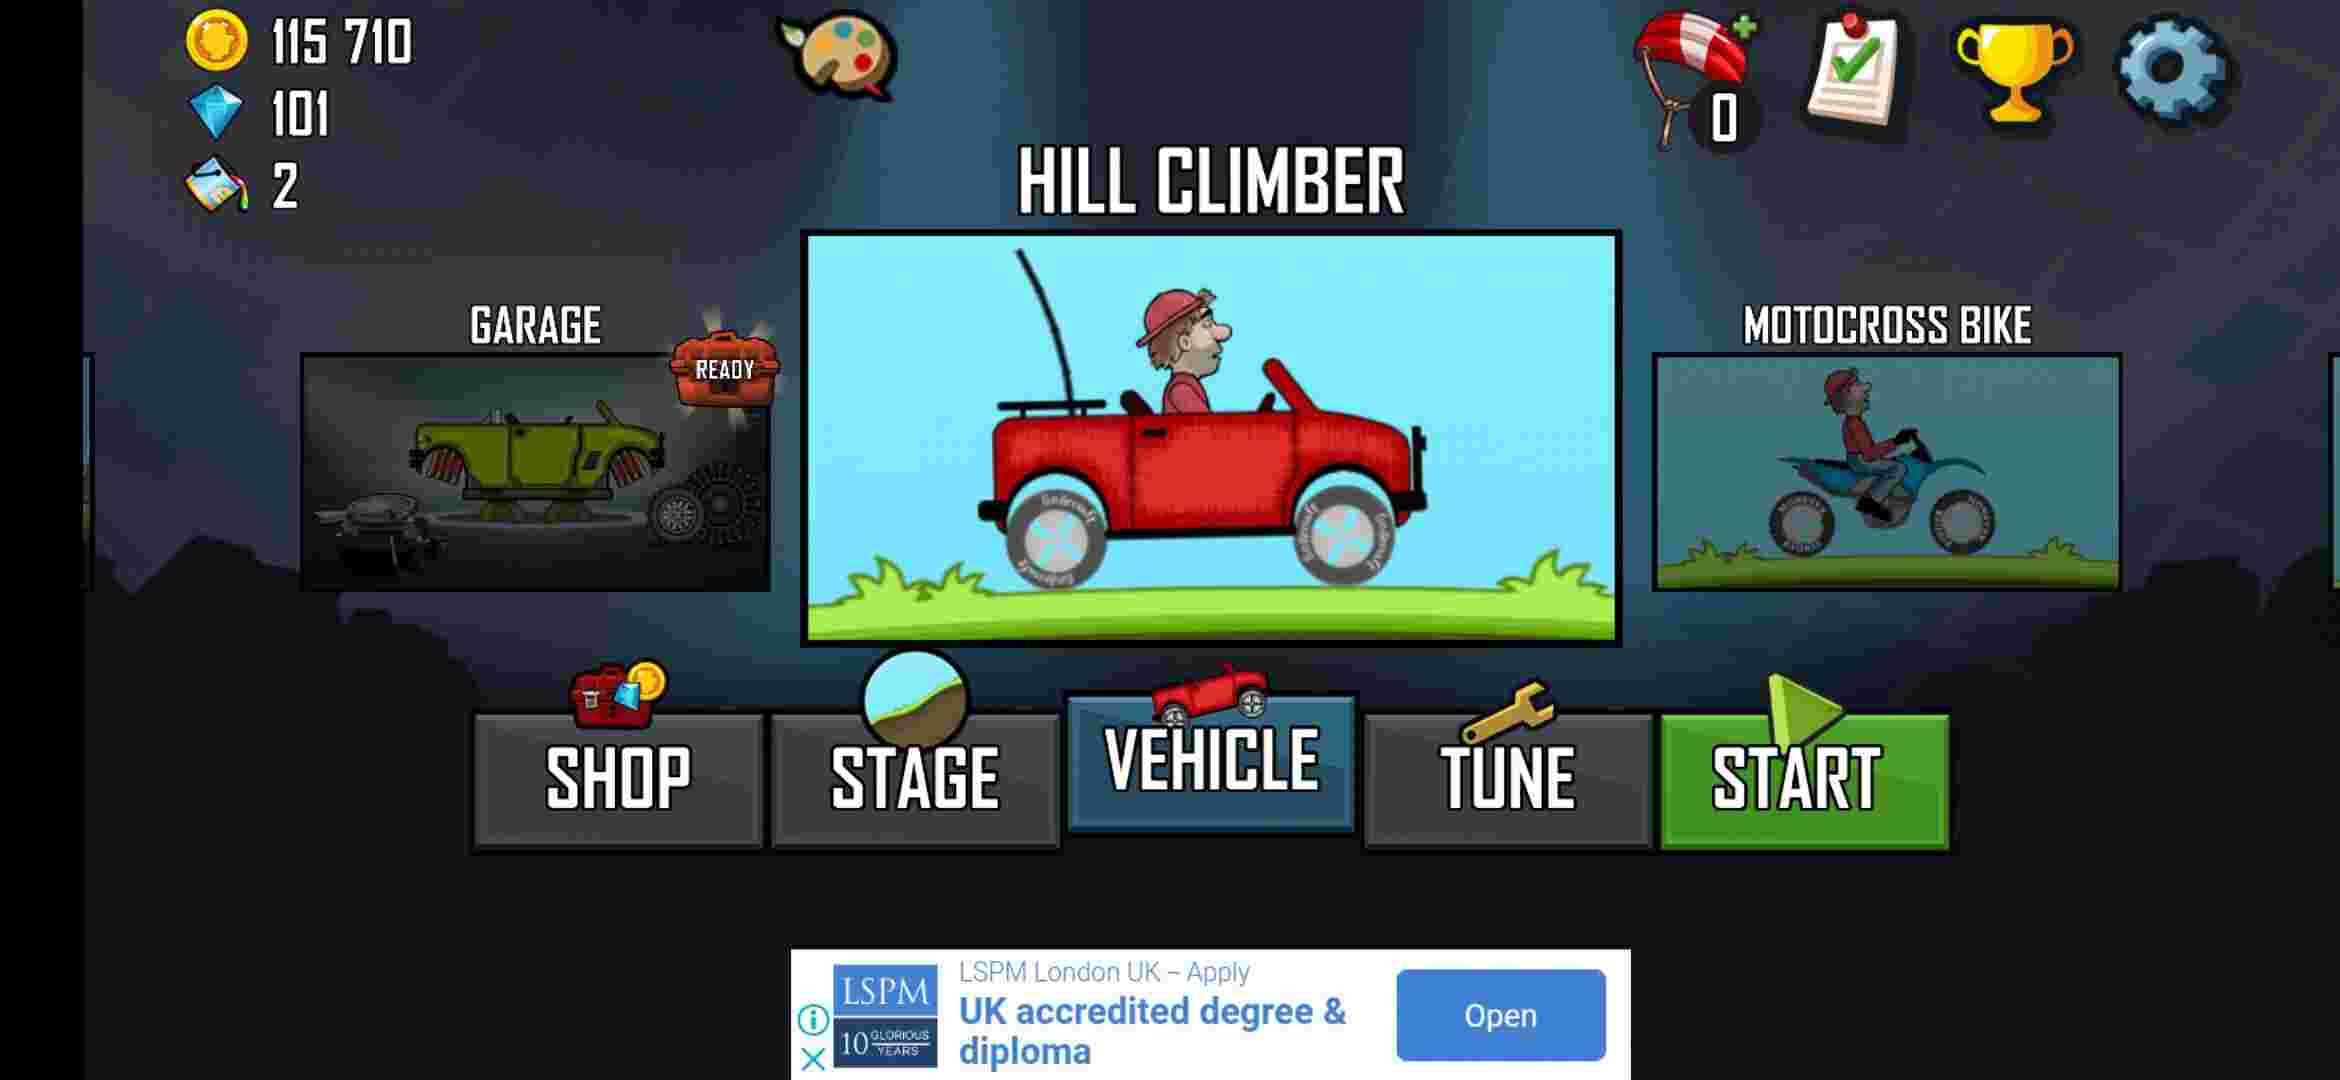 115 710
101
2
0
HILL CLIMBER
GARAGE
READY
MOTOCROSS BIKE
SHOP
STAGE
VEHICLE
TUNE
START
LSPM
10 GLORIOUS YEARS
LSPM London UK – Apply
UK accredited degree &
diploma
Open